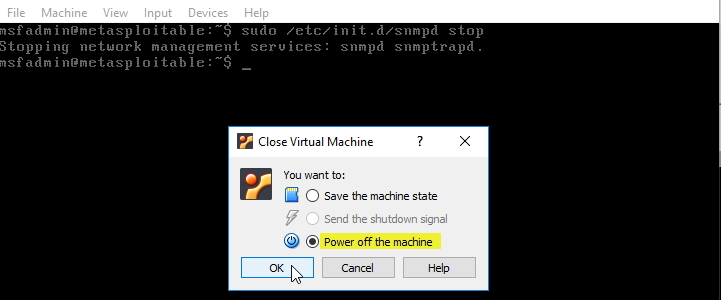 File Machine View Input Devices Help
msfadmin@metasploitable:~$ sudo /etc/init.d/snmpd stop
Stopping network management services: snmpd snmptrapd.
msfadmin@metasploitable:~$ _
Close Virtual Machine ?
You want to:
Save the machine state
Send the shutdown signal
Power off the machine
OK Cancel Help